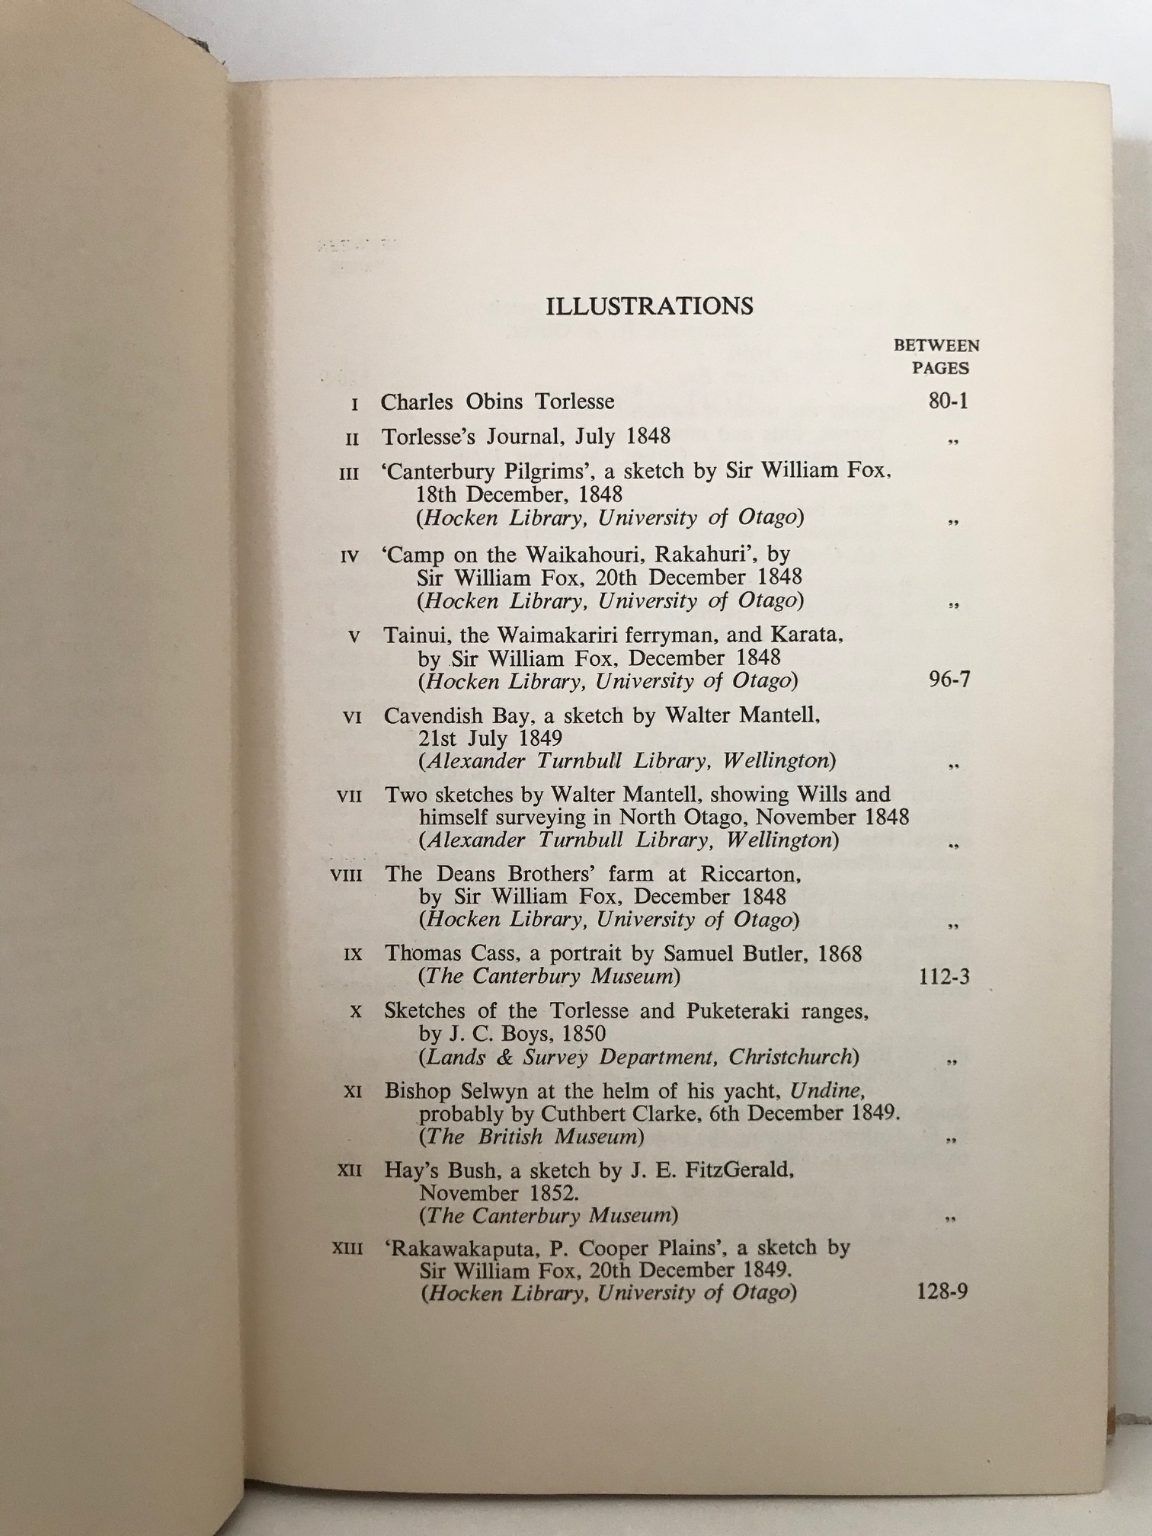 ILLUSTRATIONS
BETWEEN
PAGES
I Charles Obins Torlesse 80-1
II Torlesse's Journal, July 1848 ,,
III ‘Canterbury Pilgrims’, a sketch by Sir William Fox,
18th December, 1848
(Hocken Library, University of Otago) ,,
IV ‘Camp on the Waikahouri, Rakahuri’, by
Sir William Fox, 20th December 1848
(Hocken Library, University of Otago) ,,
V Tainui, the Waimakariri ferryman, and Karata,
by Sir William Fox, December 1848
(Hocken Library, University of Otago) 96-7
VI Cavendish Bay, a sketch by Walter Mantell,
21st July 1849
(Alexander Turnbull Library, Wellington) ,,
VII Two sketches by Walter Mantell, showing Wills and
himself surveying in North Otago, November 1848
(Alexander Turnbull Library, Wellington) ,,
VIII The Deans Brothers’ farm at Riccarton,
by Sir William Fox, December 1848
(Hocken Library, University of Otago) ,,
IX Thomas Cass, a portrait by Samuel Butler, 1868
(The Canterbury Museum) 112-3
X Sketches of the Torlesse and Puketeraki ranges,
by J. C. Boys, 1850
(Lands & Survey Department, Christchurch) ,,
XI Bishop Selwyn at the helm of his yacht, Undine,
probably by Cuthbert Clarke, 6th December 1849.
(The British Museum) ,,
XII Hay's Bush, a sketch by J. E. FitzGerald,
November 1852.
(The Canterbury Museum) ,,
XIII ‘Rakawakaputa, P. Cooper Plains’, a sketch by
Sir William Fox, 20th December 1849.
(Hocken Library, University of Otago) 128-9